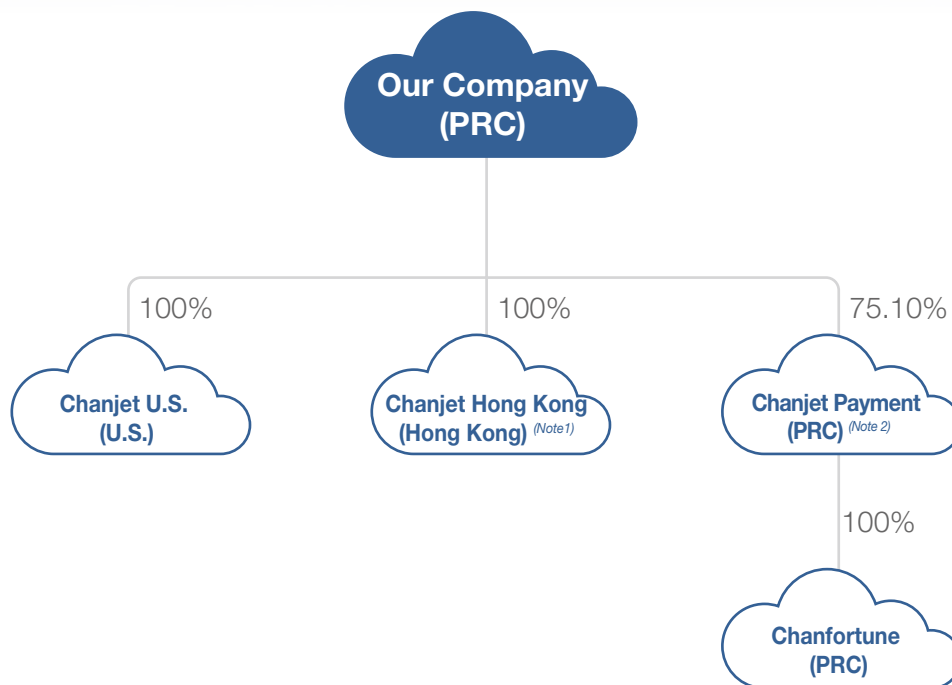 Our Company
(PRC)
100%
100%
75.10%
Chanjet U.S.
(U.S.)
Chanjet Hong Kong
(Hong Kong) (Note1)
Chanjet Payment
(PRC) (Note 2)
100%
Chanfortune
(PRC)